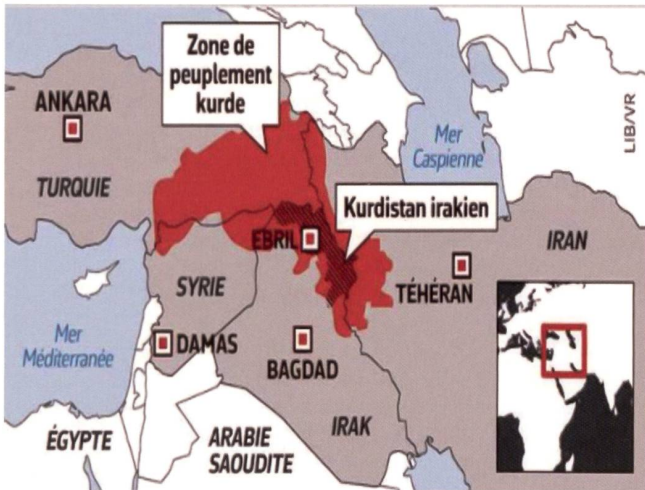 Zone de
peuplement
kurde
ANKARA
LIB/VR
Mer
Caspienne
TURQUIE
Kurdistan irakien
EBRIL
IRAN
SYRIE
TÉHÉRAN
Mer
Méditerranée
DAMAS
BAGDAD
IRAK
ÉGYPTE
ARABIE
SAOUDITE